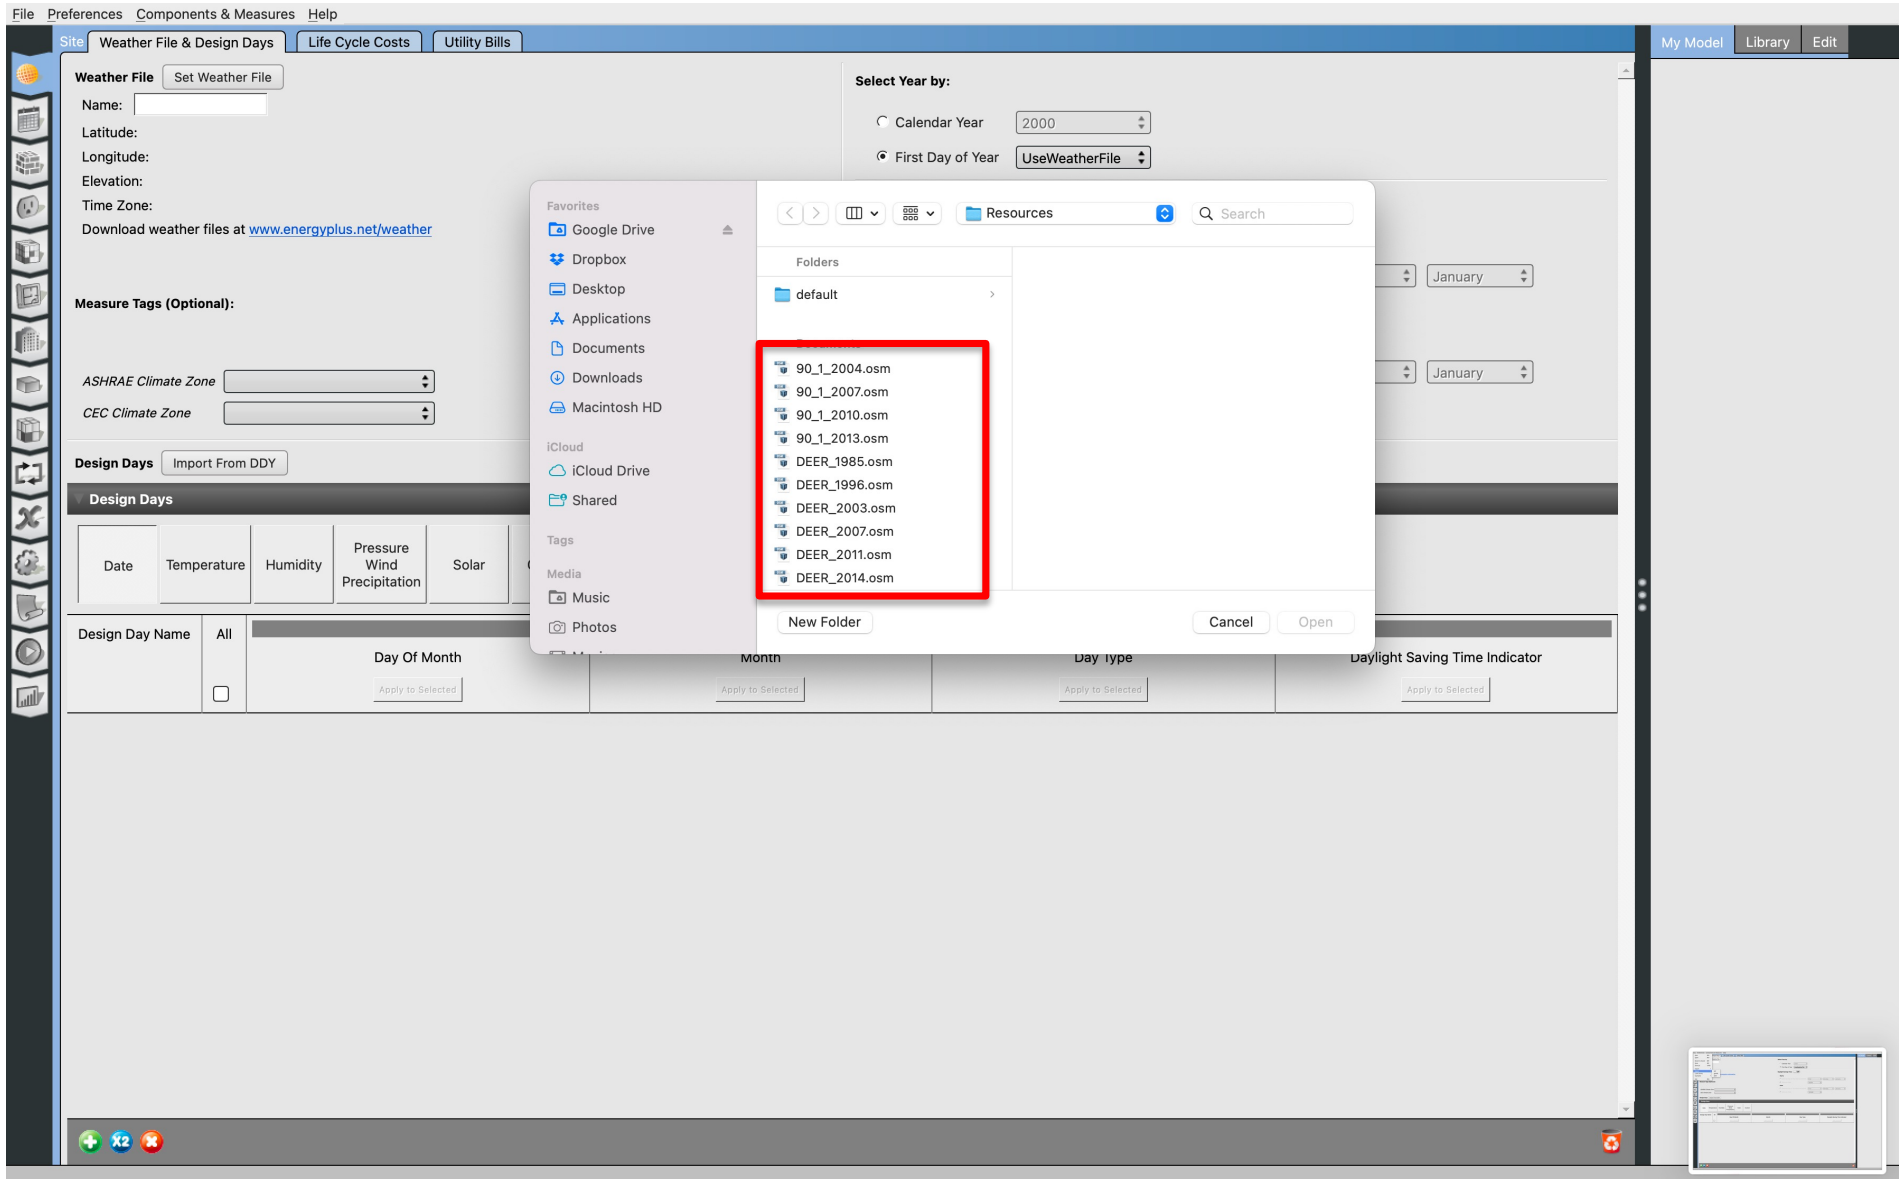 File Preferences Components & Measures Help
Site Weather File & Design Days Life Cycle Costs Utility Bills
My Model Library Edit
Weather File Set Weather File
Name:
Latitude:
Longitude:
Elevation:
Time Zone:
Download weather files at www.energyplus.net/weather
Measure Tags (Optional):
ASHRAE Climate Zone
CEC Climate Zone
Select Year by:
Calendar Year 2000
First Day of Year UseWeatherFile
January
January
Design Days Import From DDY
Design Days
Date
Temperature
Humidity
Pressure
Wind
Precipitation
Solar
Design Day Name
All
Day Of Month
Month
Day Type
Daylight Saving Time Indicator
Apply to Selected
Apply to Selected
Apply to Selected
Apply to Selected
Favorites
Google Drive
Dropbox
Desktop
Applications
Documents
Downloads
Macintosh HD
iCloud
iCloud Drive
Shared
Tags
Media
Music
Photos
Resources
Search
Folders
default
90_1_2004.osm
90_1_2007.osm
90_1_2010.osm
90_1_2013.osm
DEER_1985.osm
DEER_1996.osm
DEER_2003.osm
DEER_2007.osm
DEER_2011.osm
DEER_2014.osm
New Folder
Cancel
Open
X2